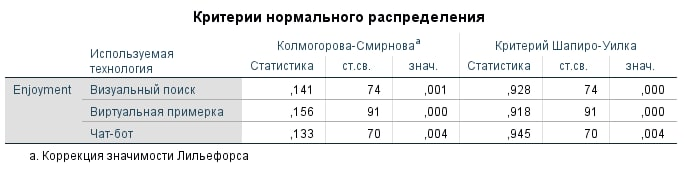 Критерии нормального распределения
Используемая технология Колмогорова-Смирноваa Критерий Шапиро-Уилка
Статистика ст.св. знач. Статистика ст.св. знач.
Enjoyment Визуальный поиск ,141 74 ,001 ,928 74 ,000
Виртуальная примерка ,156 91 ,000 ,918 91 ,000
Чат-бот ,133 70 ,004 ,945 70 ,004
a. Коррекция значимости Лильефорса